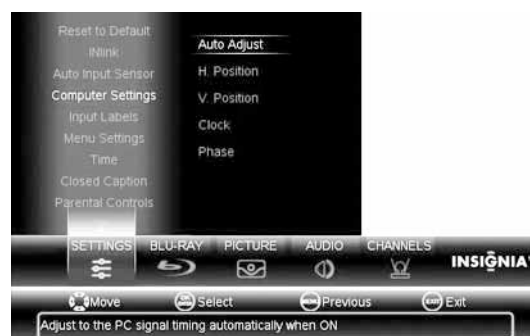 Reset to Default
INlink
Auto Input Sensor
Computer Settings
Input Labels
Menu Settings
Time
Closed Caption
Parental Controls
Auto Adjust
H. Position
V. Position
Clock
Phase
SETTINGS BLU-RAY PICTURE AUDIO CHANNELS
INSIGNIA
MENU EXIT
Move Select Previous Exit
Adjust to the PC signal timing automatically when ON